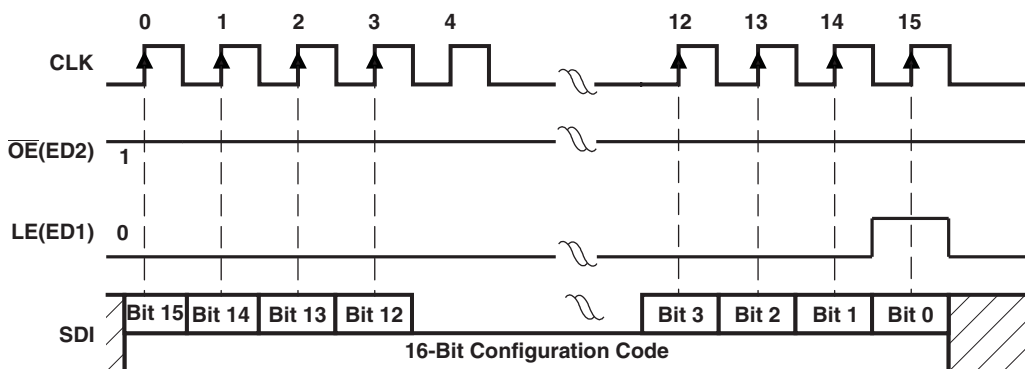 0 1 2 3 4 12 13 14 15
CLK
OE(ED2) 1
LE(ED1) 0
Bit 15 Bit 14 Bit 13 Bit 12 Bit 3 Bit 2 Bit 1 Bit 0
SDI
16-Bit Configuration Code